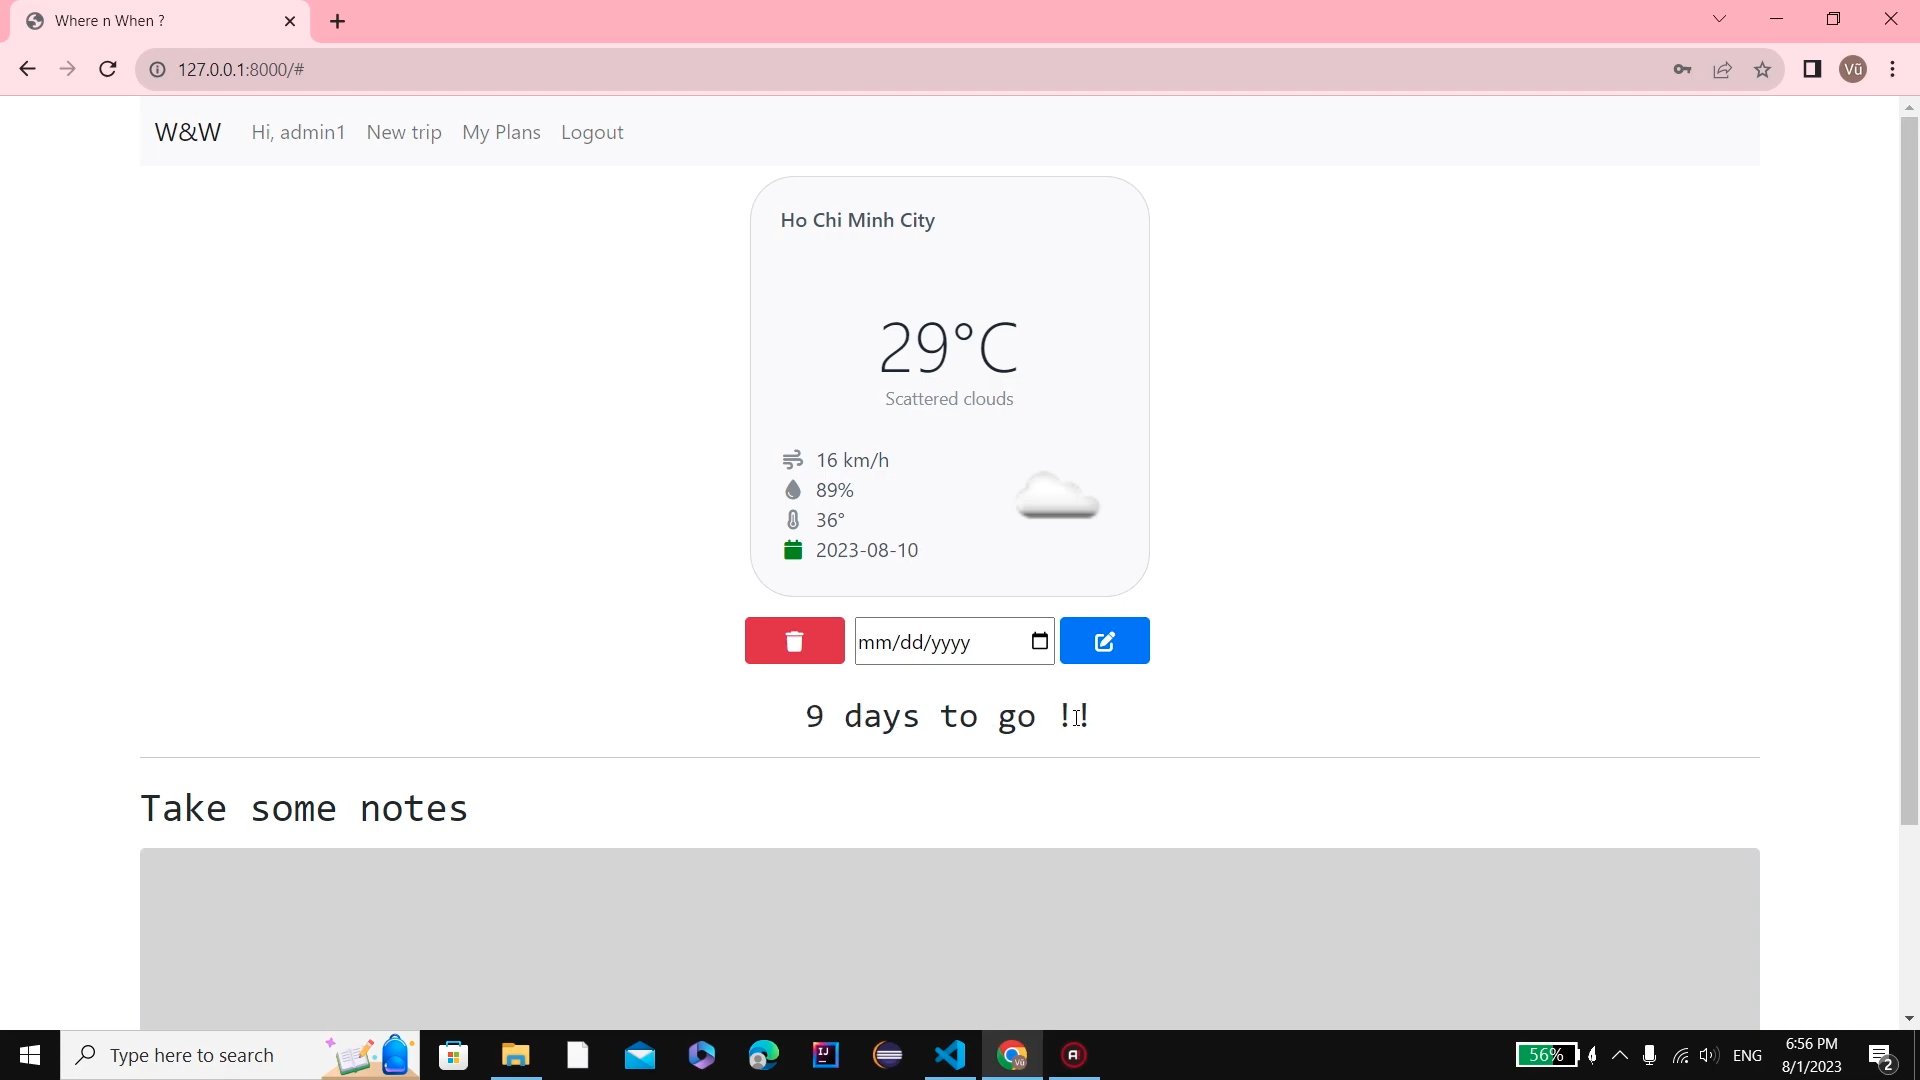 Where n When ?
127.0.0.1:8000/#
Vũ
W&W Hi, admin1 New trip My Plans Logout
Ho Chi Minh City
29°C
Scattered clouds
16 km/h
89%
36°
2023-08-10
mm/dd/yyyy
9 days to go !!
Take some notes
Type here to search
56%
ENG
6:56 PM
8/1/2023
2